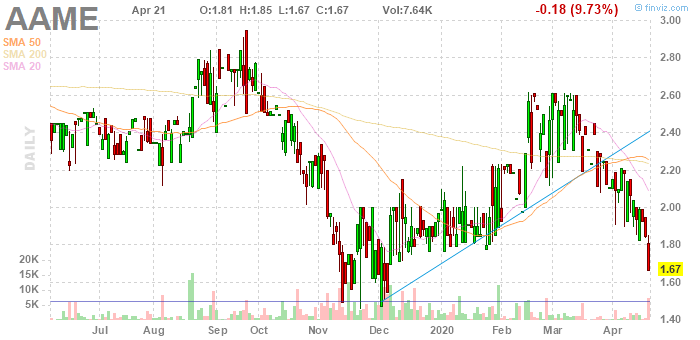 AAME Apr 21 O:1.81 H:1.85 L:1.67 C:1.67 Vol:7.64K -0.18 (9.73%) © finviz.com
SMA 50
SMA 200
SMA 20
DAILY
3.00
2.80
2.60
2.40
2.20
2.00
1.80
1.67
1.60
1.40
20K
15K
10K
5K
Jul Aug Sep Oct Nov Dec 2020 Feb Mar Apr